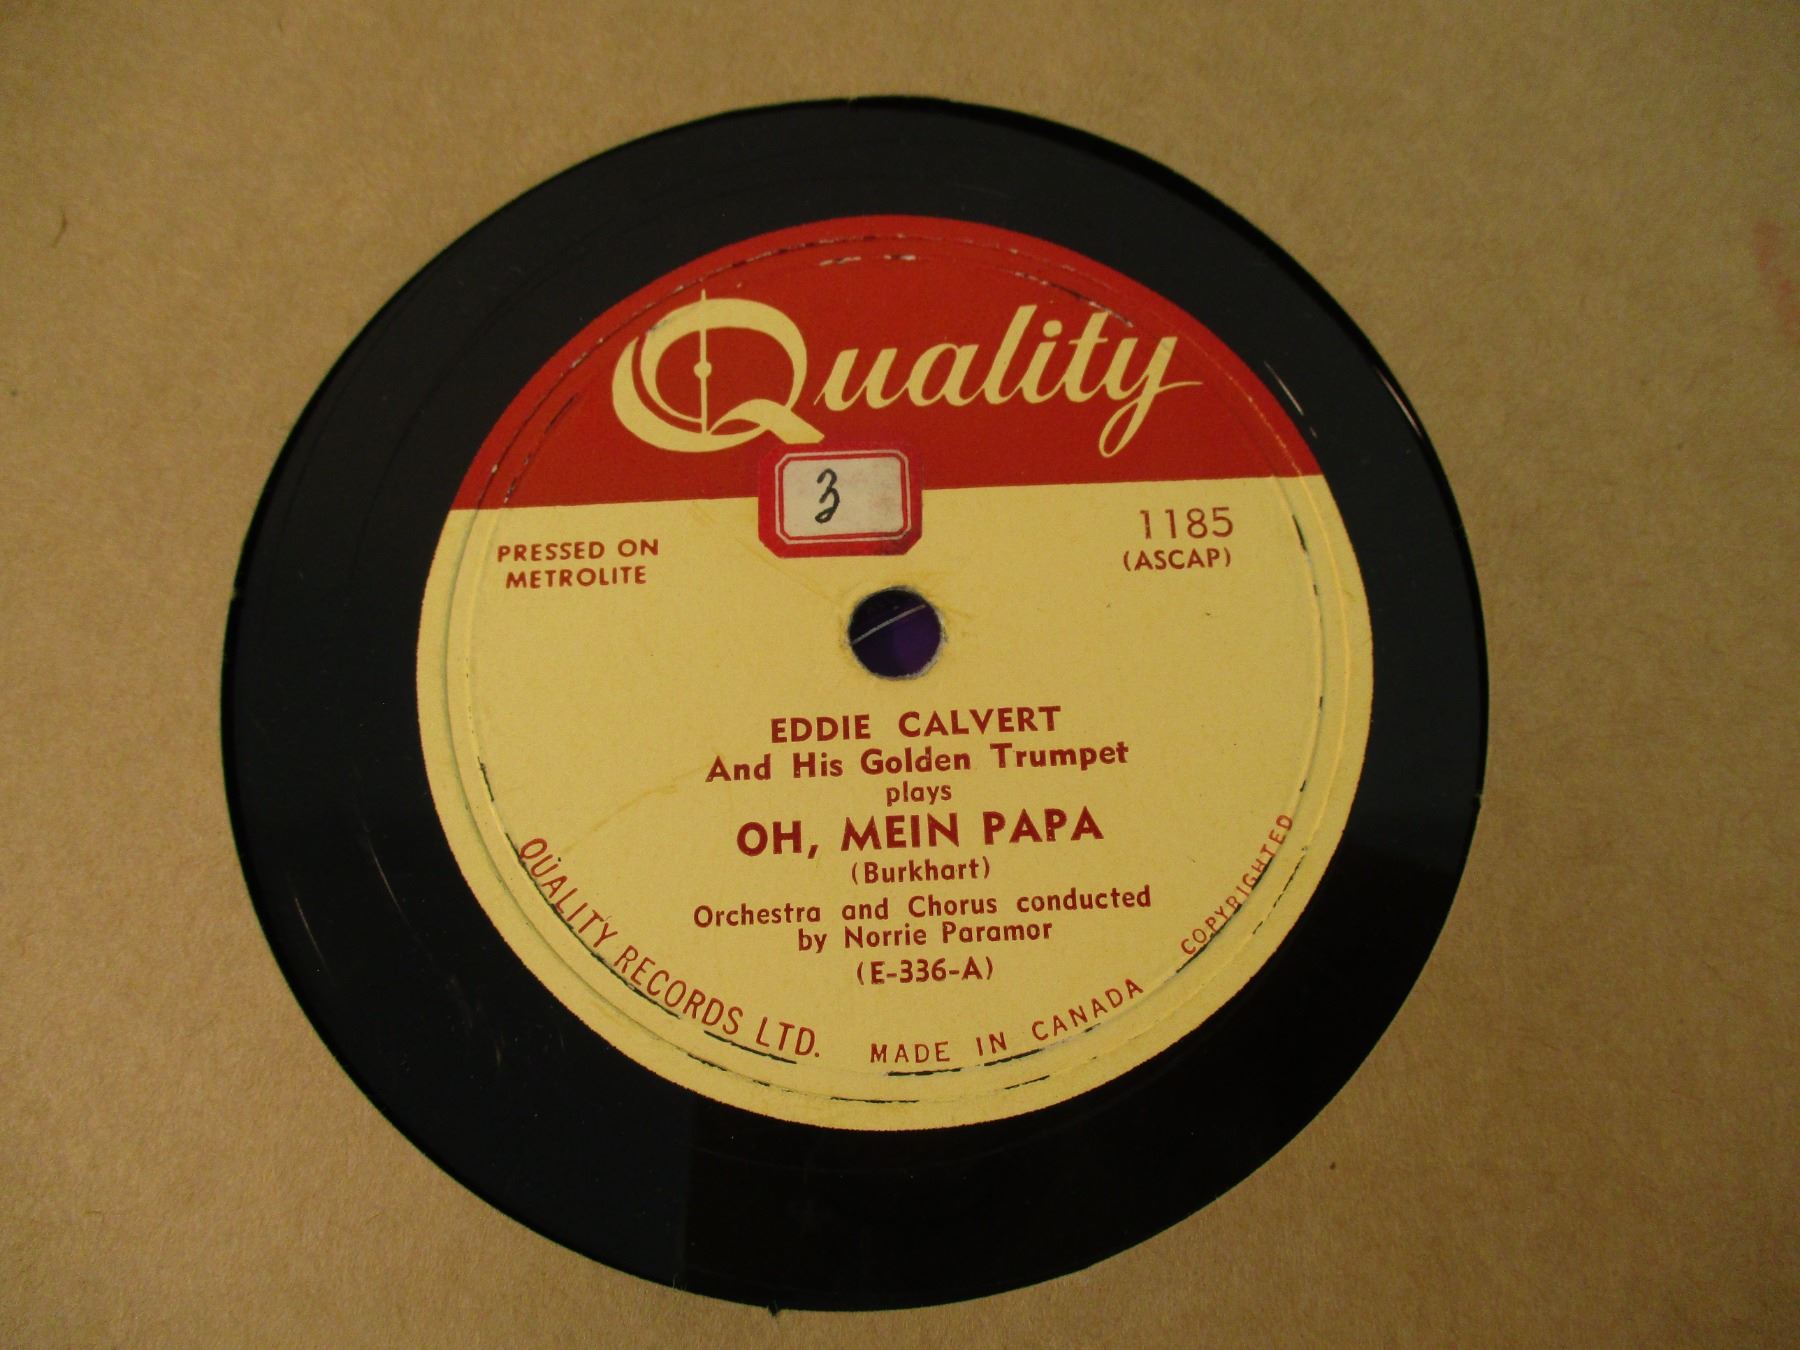 Quality
3
PRESSED ON
METROLITE
1185
(ASCAP)
EDDIE CALVERT
And His Golden Trumpet
plays
OH, MEIN PAPA
(Burkhart)
Orchestra and Chorus conducted
by Norrie Paramor
(E-336-A)
QUALITY RECORDS LTD. MADE IN CANADA COPYRIGHTED